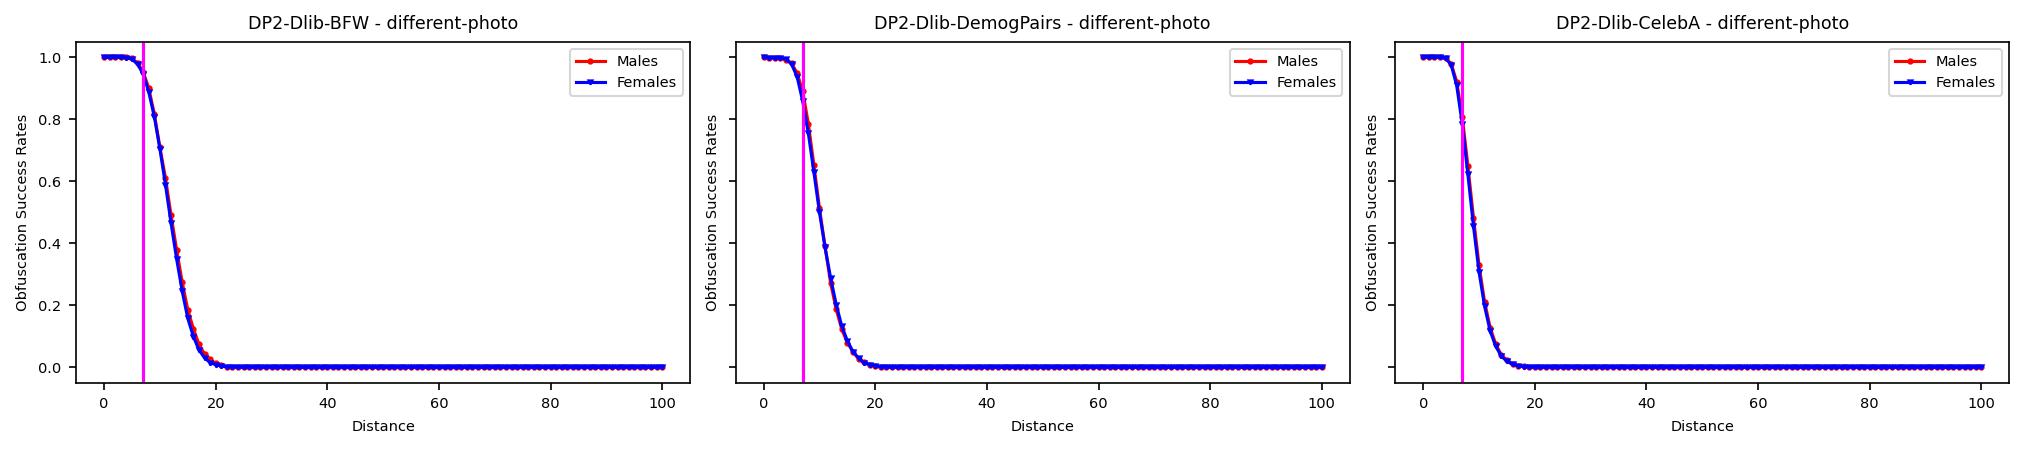 DP2-Dlib-BFW - different-photo
Obfuscation Success Rates
1.0
0.8
0.6
0.4
0.2
0.0
Males
Females
0 20 40 60 80 100
Distance
DP2-Dlib-DemogPairs - different-photo
Obfuscation Success Rates
Males
Females
0 20 40 60 80 100
Distance
DP2-Dlib-CelebA - different-photo
Obfuscation Success Rates
Males
Females
0 20 40 60 80 100
Distance